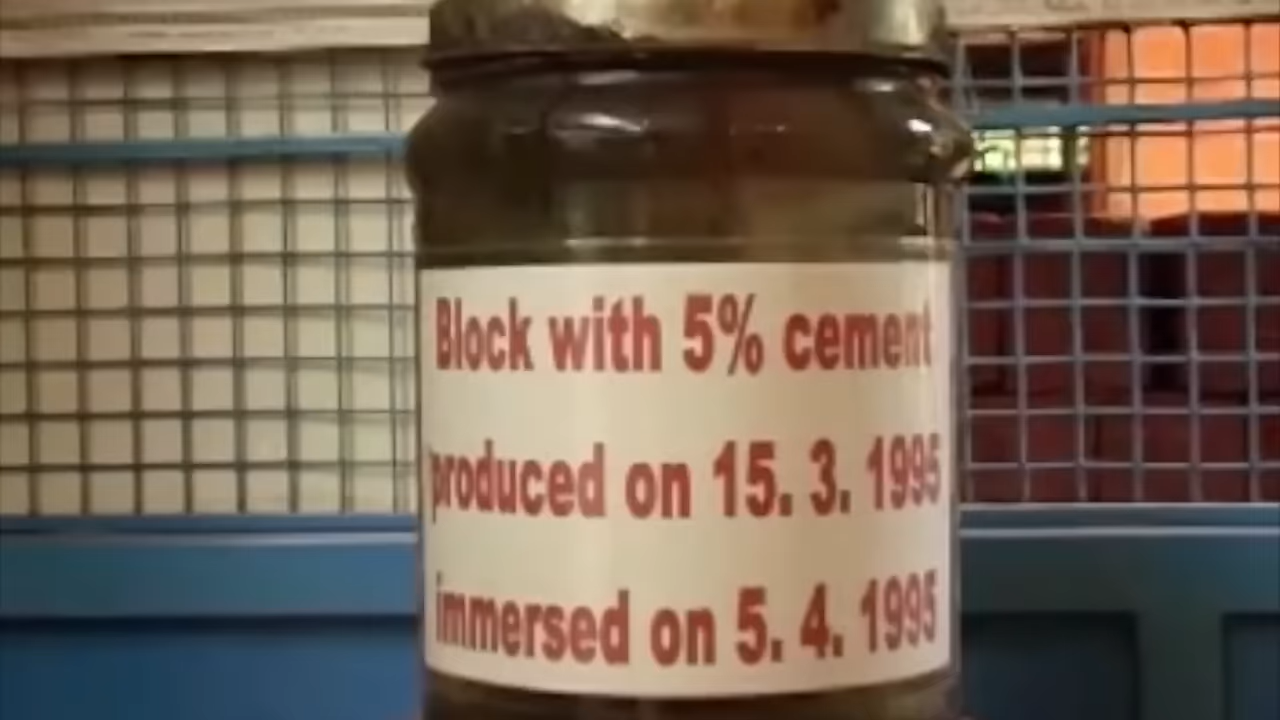 Block with 5% cement
produced on 15. 3. 1995
immersed on 5. 4. 1995